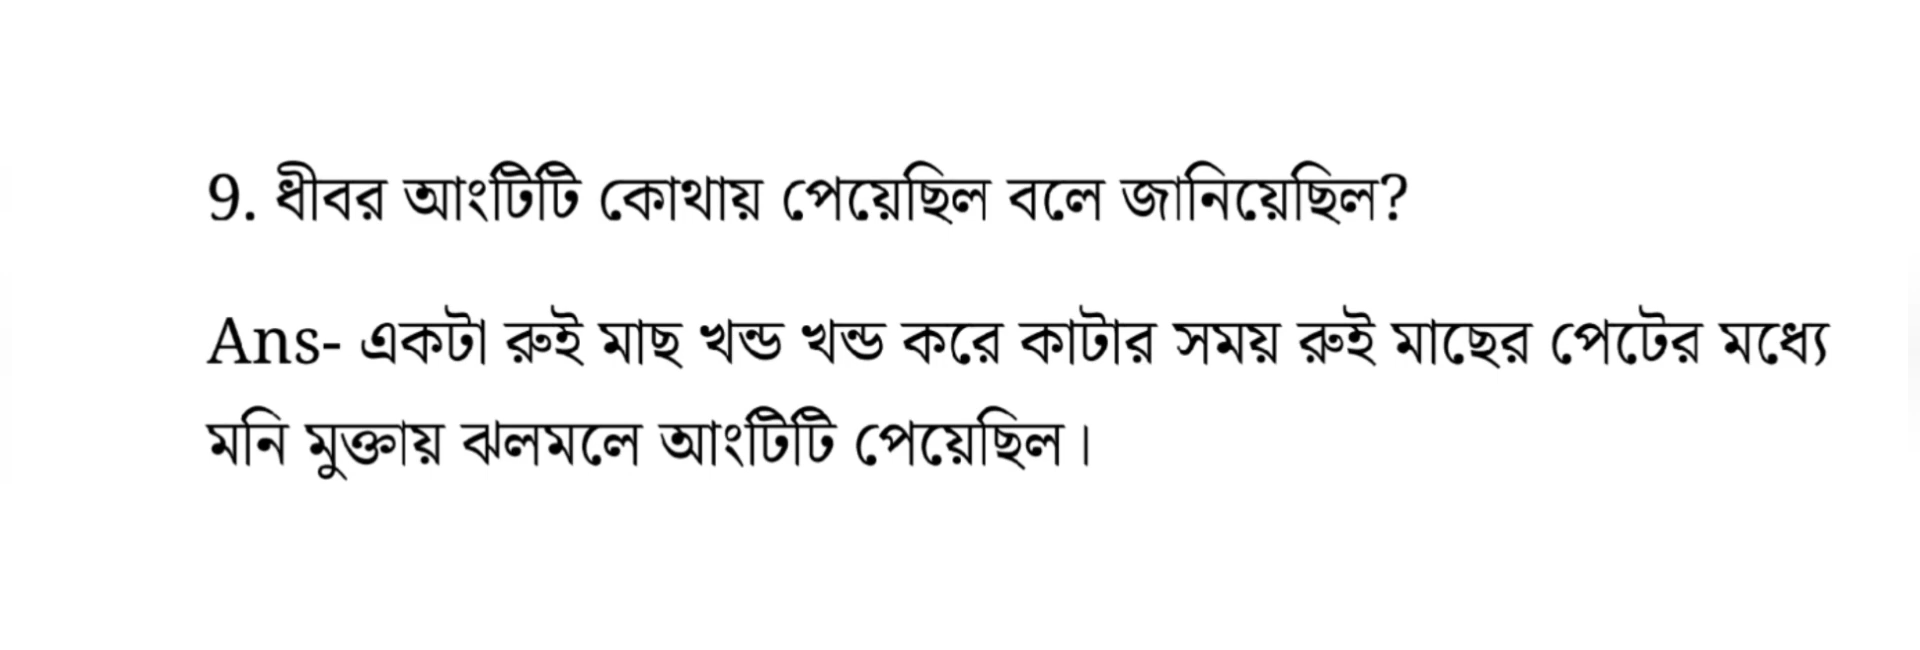 9. ধীবর আংটিটি কোথায় পেয়েছিল বলে জানিয়েছিল?
Ans- একটা রুই মাছ খন্ড খন্ড করে কাটার সময় রুই মাছের পেটের মধ্যে
মনি মুক্তায় ঝলমলে আংটিটি পেয়েছিল।